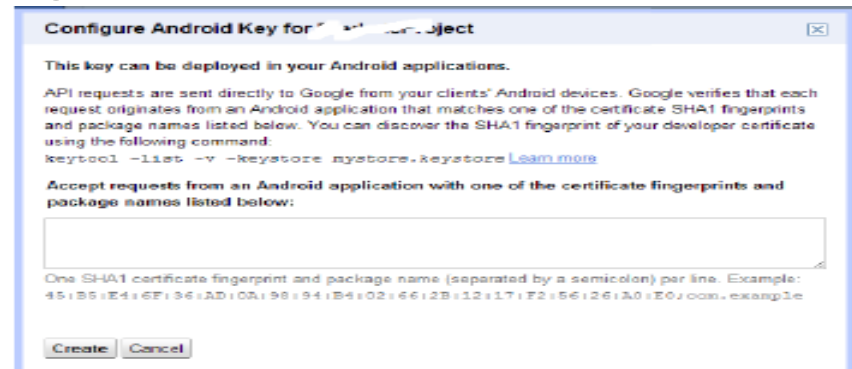 Configure Android Key for
This key can be deployed in your Android applications.
API requests are sent directly to Google from your clients' Android devices. Google verifies that each
request originates from an Android application that matches one of the certificate SHA1 fingerprints
and package names listed below. You can discover the SHA1 fingerprint of your developer certificate
using the following command:
keytool -list -v -keystore mystore.keystore Learn more
Accept requests from an Android application with one of the certificate fingerprints and
package names listed below:
One SHA1 certificate fingerprint and package name (separated by a semicolon) per line. Example:
45:B5:E4:6F:36:AD:0A:98:94:B4:02:66:2B:12:17:F2:56:26:A0:E0;com.example
Create Cancel